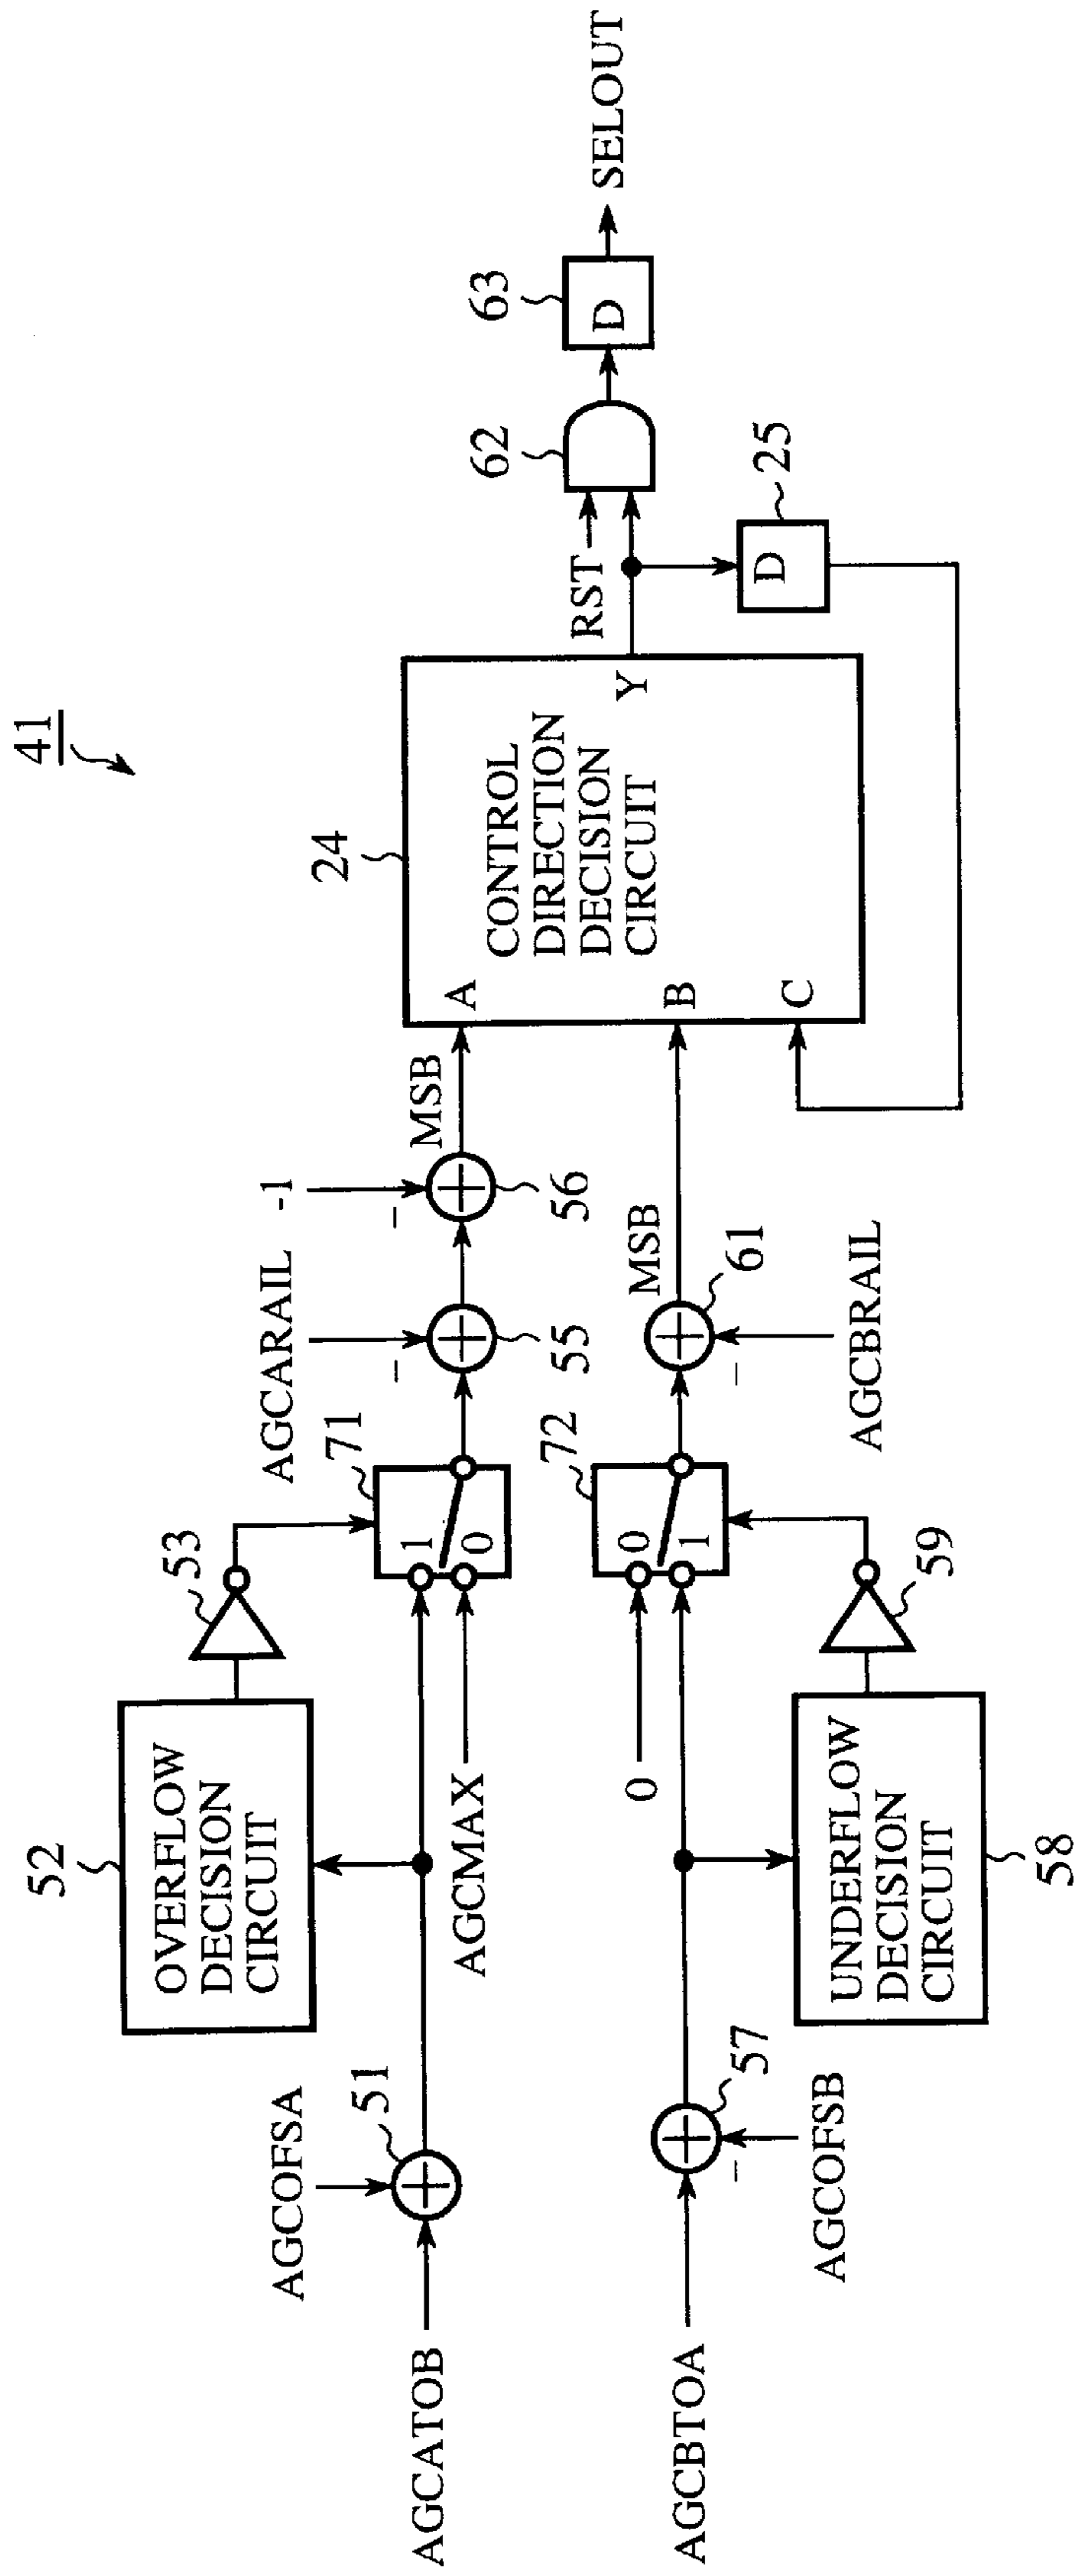 41
52
OVERFLOW
DECISION
CIRCUIT
53
AGCOFSA
51
AGCATOB
AGCMAX
71
1
0
AGCARAIL
−
55
-1
−
56
MSB
24
CONTROL
DIRECTION
DECISION
CIRCUIT
A
B
C
Y
RST
62
63
D
SELOUT
25
D
AGCBTOA
57
−
AGCOFSB
0
72
0
1
UNDERFLOW
DECISION
CIRCUIT
58
59
MSB
61
−
AGCBRAIL